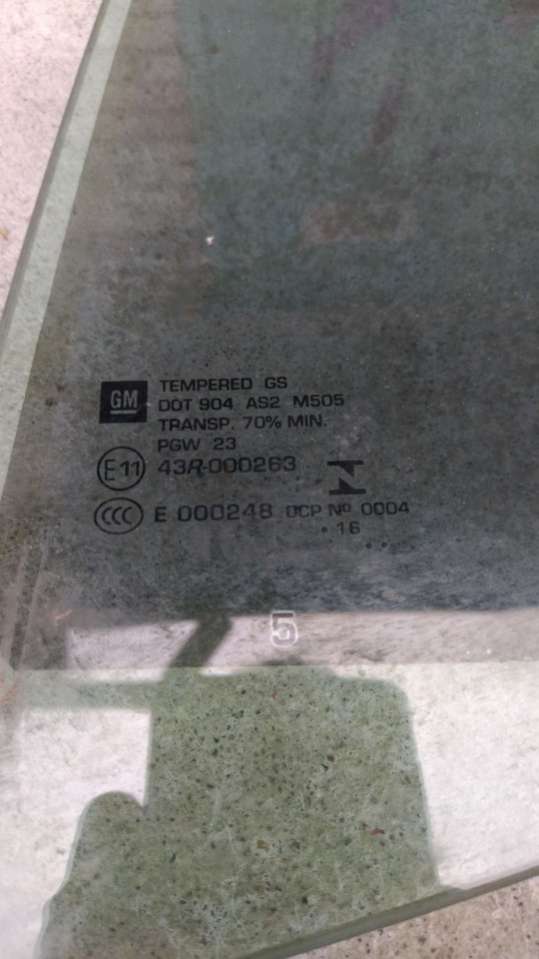 GM
TEMPERED GS
DOT 904 AS2 M505
TRANSP. 70% MIN.
PGW 23
E11 43R-000263
CCC E 000248 DCP Nº 0004
• 16
• •
5